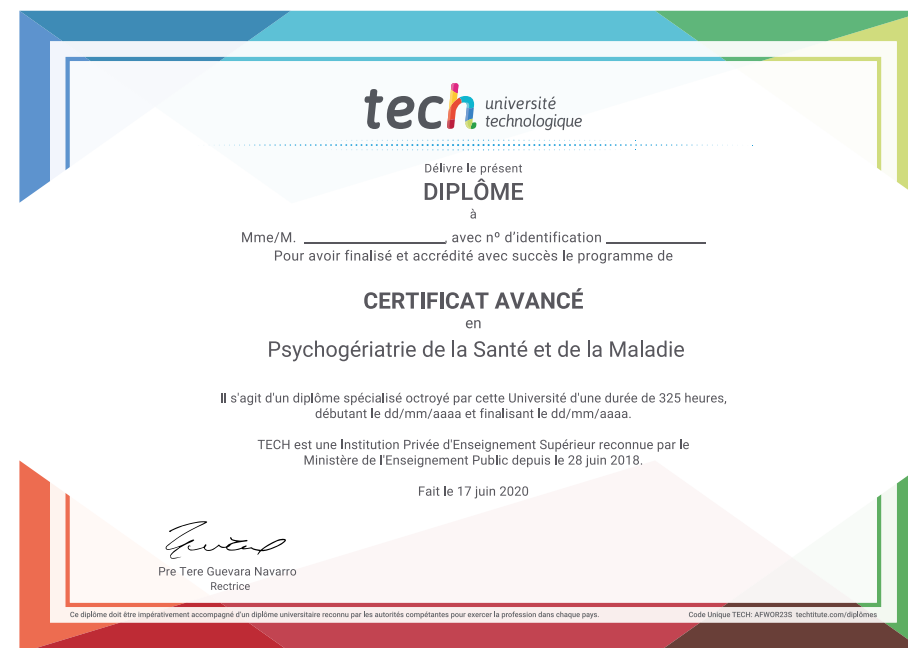 tech université
technologique
Délivre le présent
DIPLÔME
à
Mme/M. ____________________, avec nº d'identification ______________
Pour avoir finalisé et accrédité avec succès le programme de
CERTIFICAT AVANCÉ
en
Psychogériatrie de la Santé et de la Maladie
Il s'agit d'un diplôme spécialisé octroyé par cette Université d'une durée de 325 heures,
débutant le dd/mm/aaaa et finalisant le dd/mm/aaaa.
TECH est une Institution Privée d'Enseignement Supérieur reconnue par le
Ministère de l'Enseignement Public depuis le 28 juin 2018.
Fait le 17 juin 2020
Pre Tere Guevara Navarro
Rectrice
Ce diplôme doit être impérativement accompagné d'un diplôme universitaire reconnu par les autorités compétentes pour exercer la profession dans chaque pays.
Code Unique TECH: AFWOR23S techtitute.com/diplômes